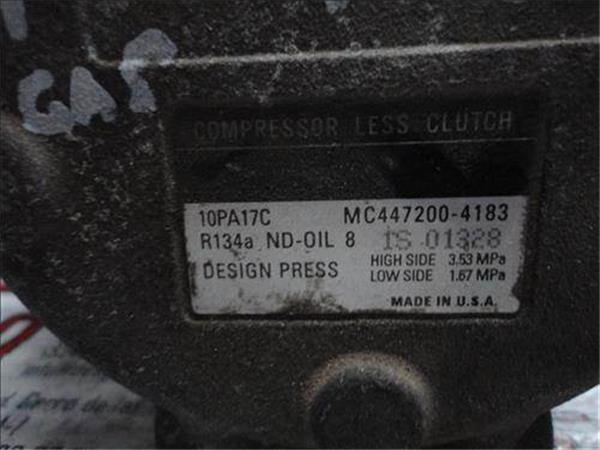 GAS
COMPRESSOR LESS CLUTCH
10PA17C MC447200-4183
R134a ND-OIL 8 IS 01328
DESIGN PRESS HIGH SIDE 3.53 MPa
LOW SIDE 1.67 MPa
MADE IN U.S.A.